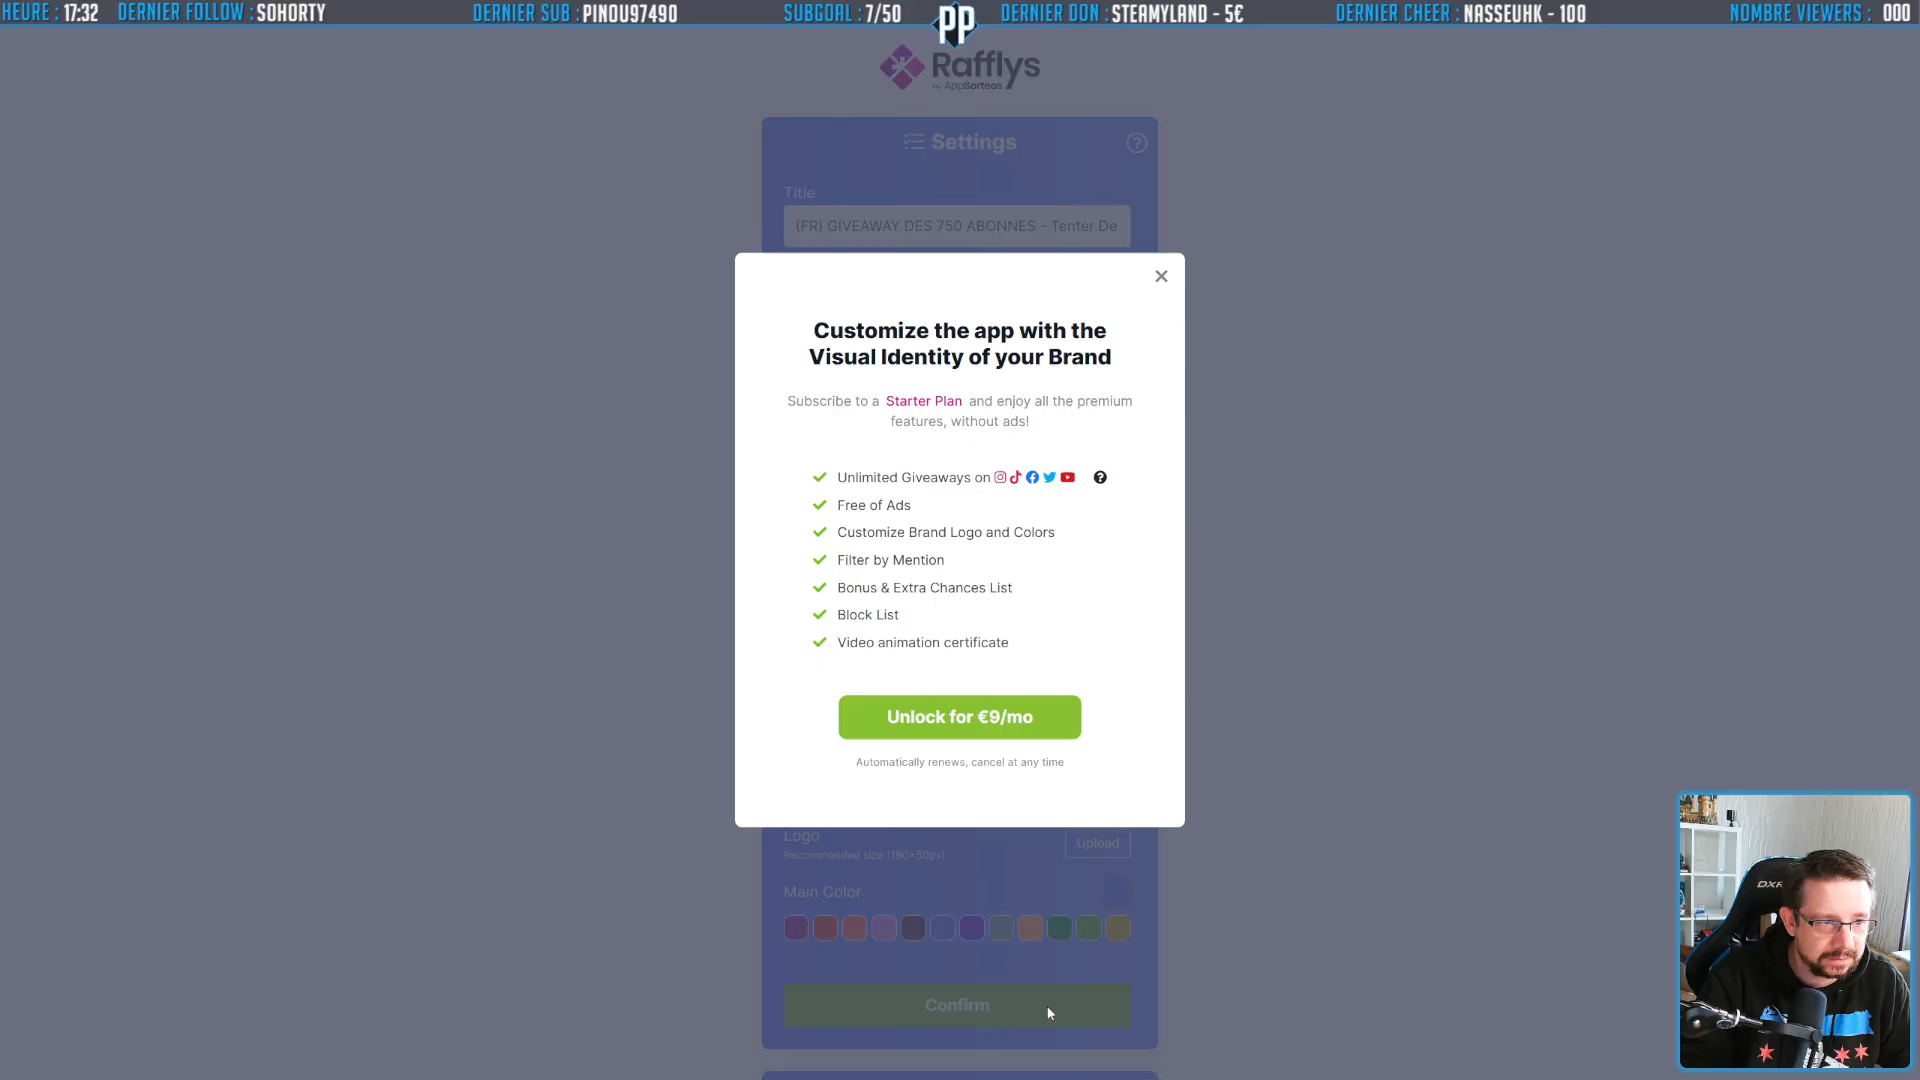 HEURE : 17:32 DERNIER FOLLOW : SOHORTY DERNIER SUB : PINOU97490 SUBGOAL : 7/50 PP DERNIER DON : STEAMYLAND - 5€ DERNIER CHEER : NASSEUHK - 100 NOMBRE VIEWERS : 000
Rafflys
by AppSorteos
Settings
Title
(FR) GIVEAWAY DES 750 ABONNES - Tenter De
Customize the app with the
Visual Identity of your Brand
Subscribe to a Starter Plan and enjoy all the premium
features, without ads!
Unlimited Giveaways on
Free of Ads
Customize Brand Logo and Colors
Filter by Mention
Bonus & Extra Chances List
Block List
Video animation certificate
Unlock for €9/mo
Automatically renews, cancel at any time
Logo
Upload
Recommended size (180x50px)
Main Color
Confirm
DXR